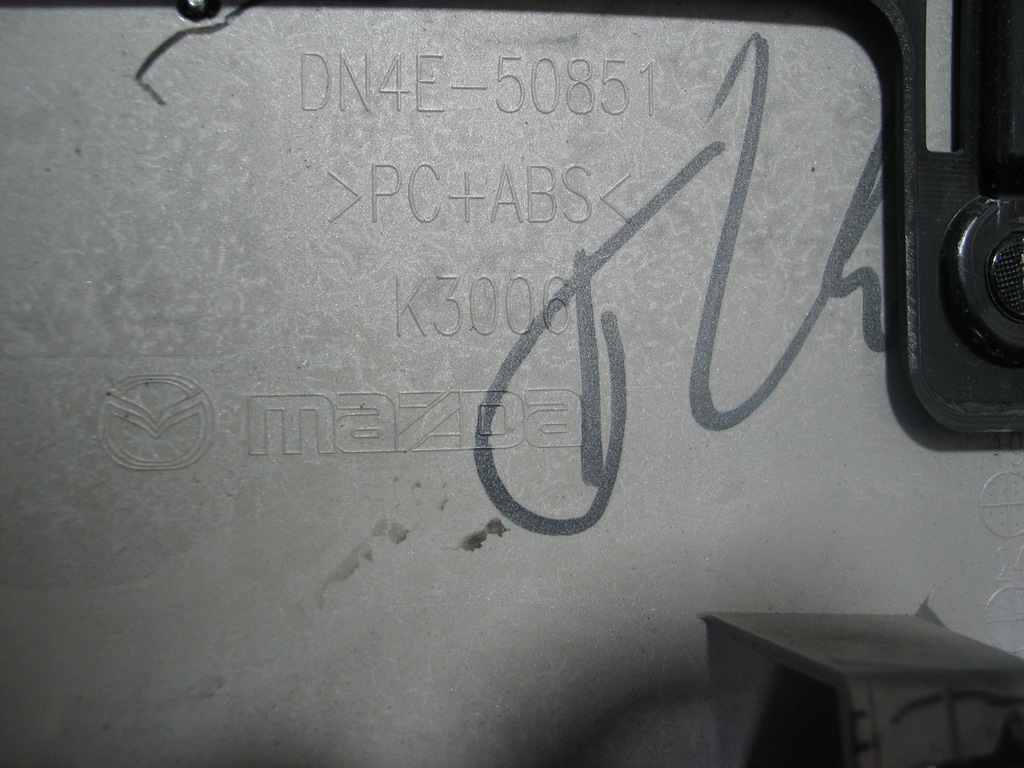 DN4E-50851
>PC+ABS<
K3000
mazda